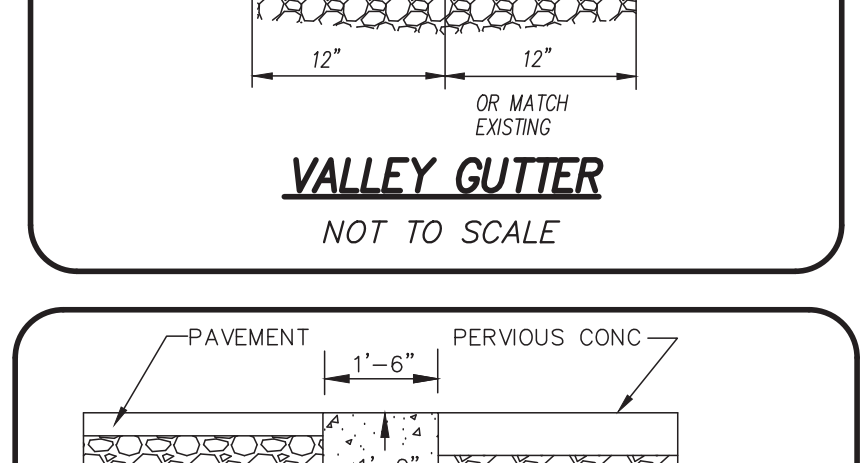 12" 12"
OR MATCH
EXISTING
VALLEY GUTTER
NOT TO SCALE
PAVEMENT PERVIOUS CONC
1'-6"